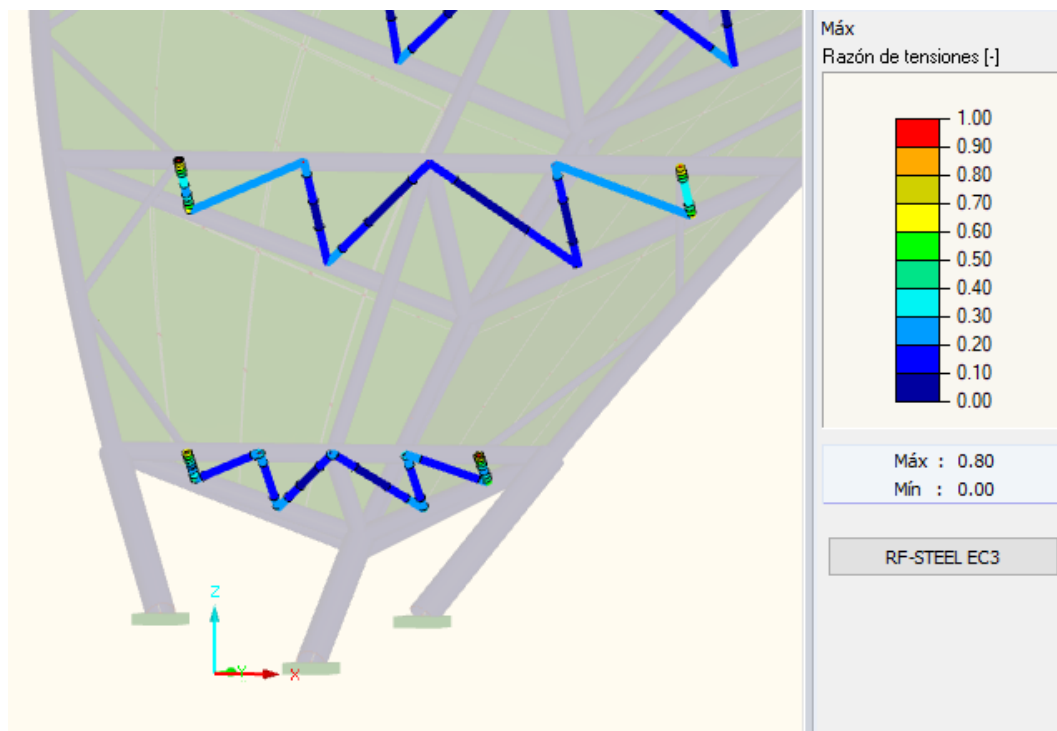 Máx
Razón de tensiones [-]
1.00
0.90
0.80
0.70
0.60
0.50
0.40
0.30
0.20
0.10
0.00
Máx : 0.80
Mín : 0.00
RF-STEEL EC3
Z
Y
X